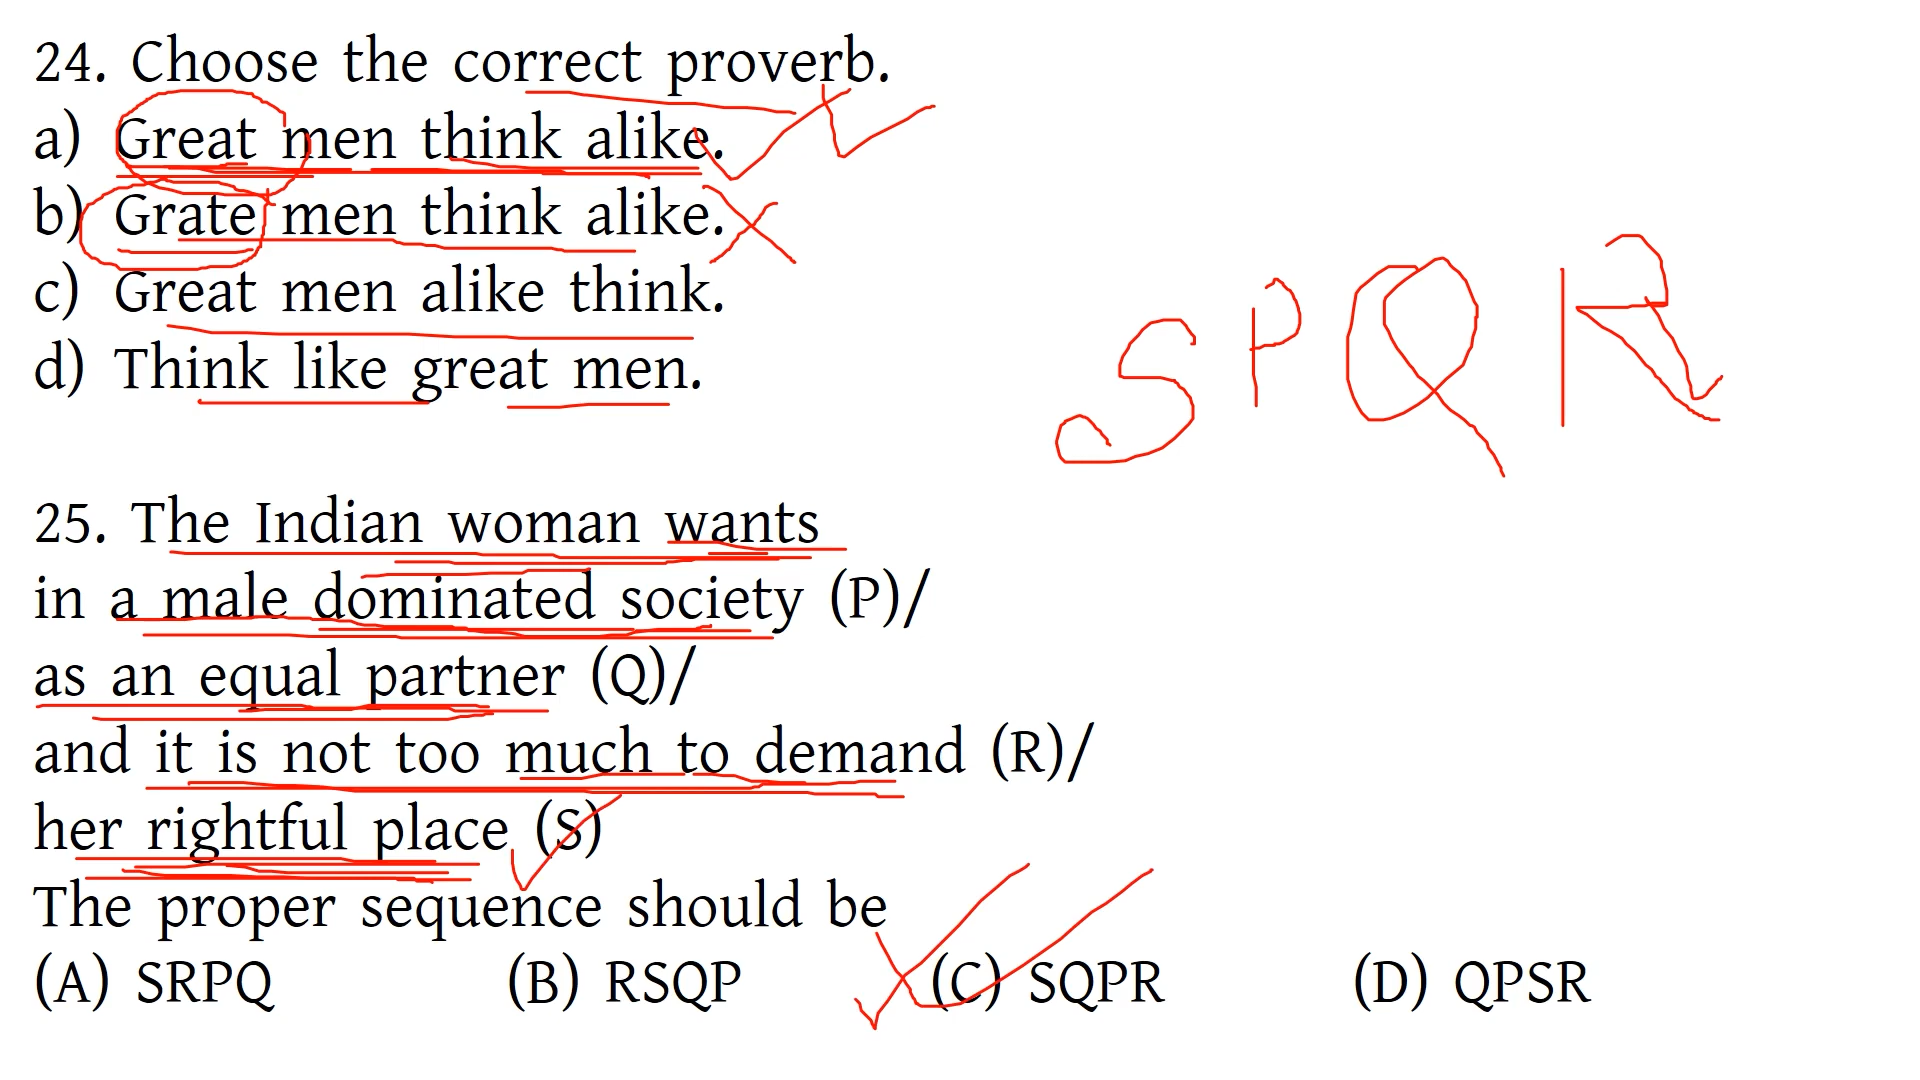 24. Choose the correct proverb.
a) Great men think alike.
b) Grate men think alike.
c) Great men alike think.
d) Think like great men.
S P Q R
25. The Indian woman wants
in a male dominated society (P)/
as an equal partner (Q)/
and it is not too much to demand (R)/
her rightful place (S)
The proper sequence should be
(A) SRPQ (B) RSQP (C) SQPR (D) QPSR